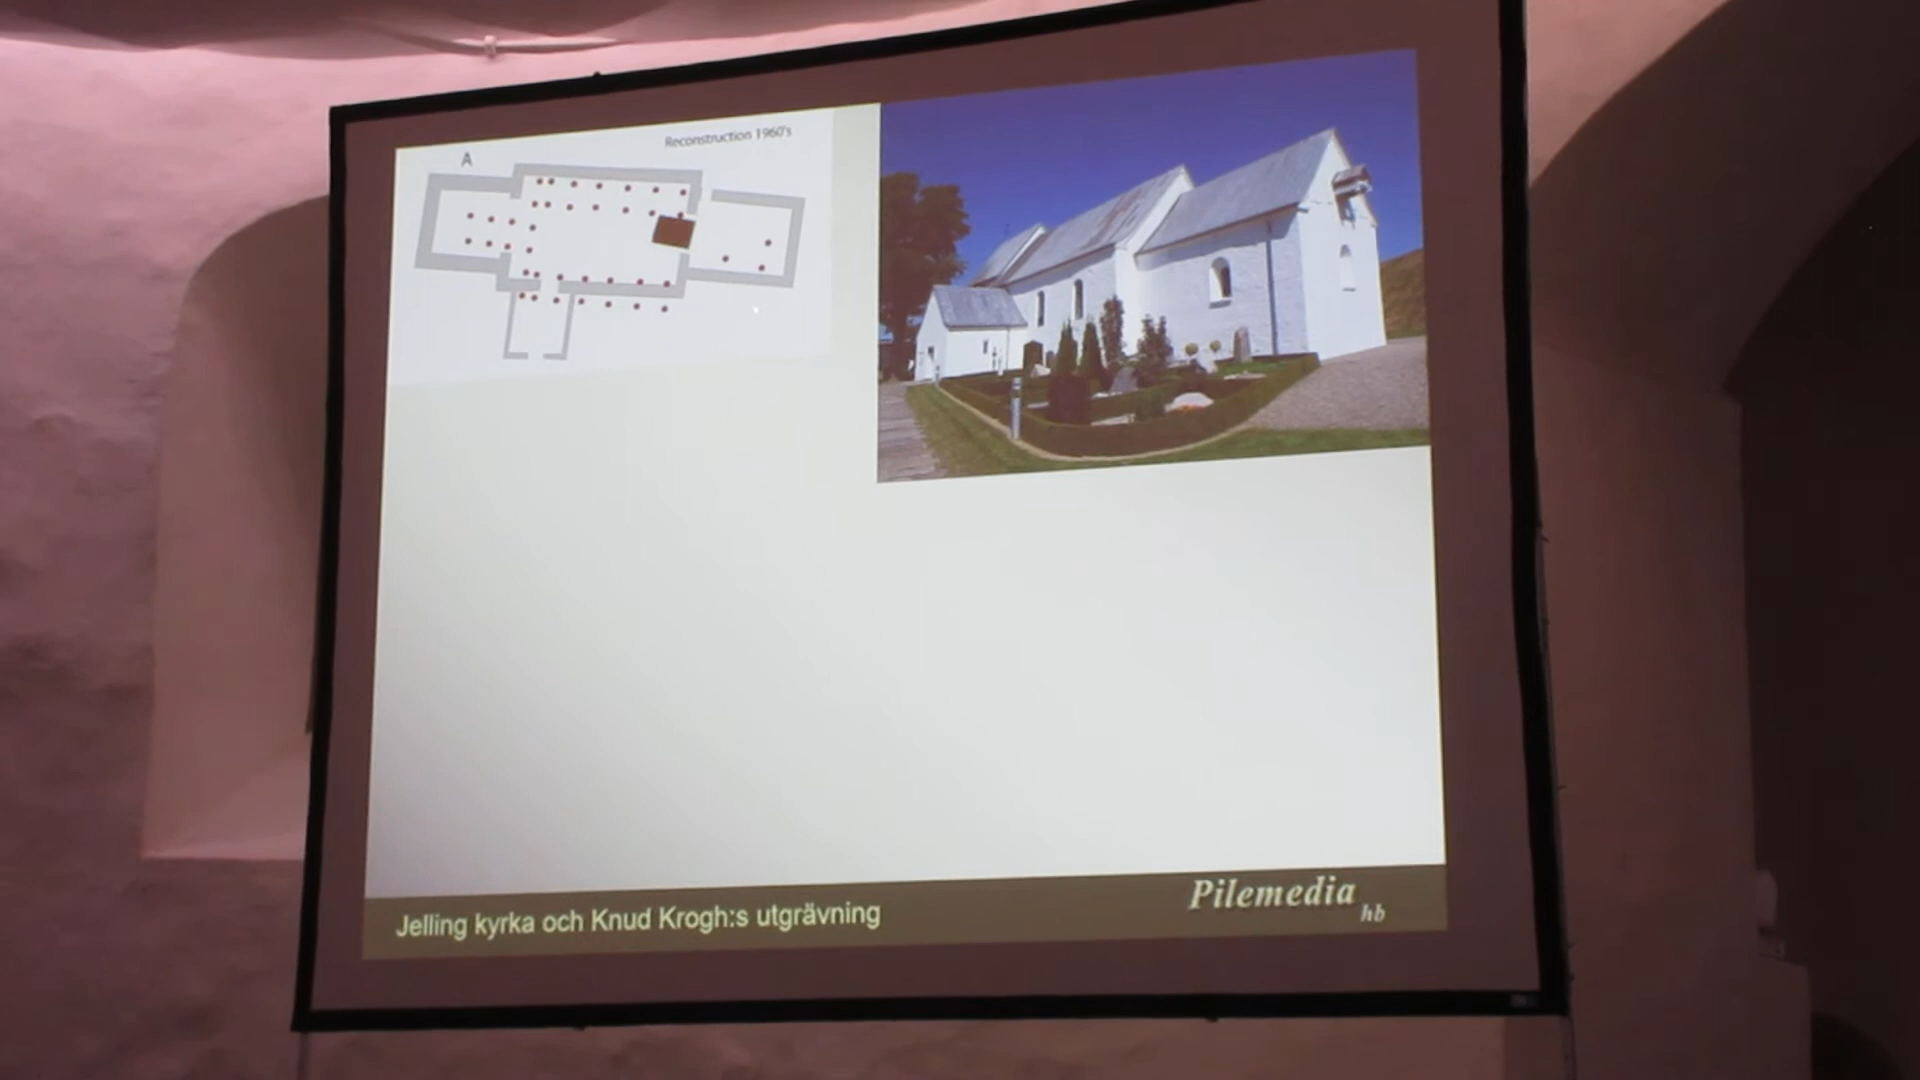 Reconstruction 1960's
A
Jelling kyrka och Knud Krogh:s utgrävning
Pilemedia
hb